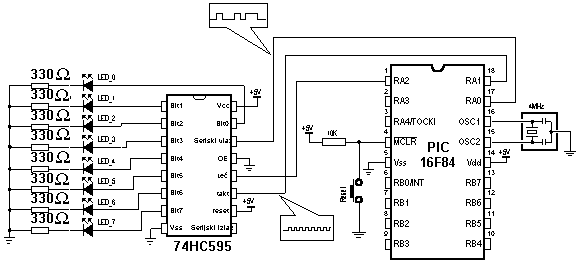 330Ω LED_0
330Ω LED_1
330Ω LED_2
330Ω LED_3
330Ω LED_4
330Ω LED_5
330Ω LED_6
330Ω LED_7
Bit1 Vcc +5V
Bit2 Bit0
Bit3 Serijski ulaz
Bit4 OE
Bit5
Bit6 takt
Bit7 reset +5V
Vss Serijski Izlaz
74HC595
+5V 10K
Reset
1 RA2 RA1 18
2 RA3 RA0 17
3 RA4/TOCKI OSC1 16
4 MCLR OSC2 15
5 Vss Vdd 14 +5V
6 RB0/INT RB7 13
7 RB1 RB6 12
8 RB2 RB5 11
9 RB3 RB4 10
PIC
16F84
4MHz